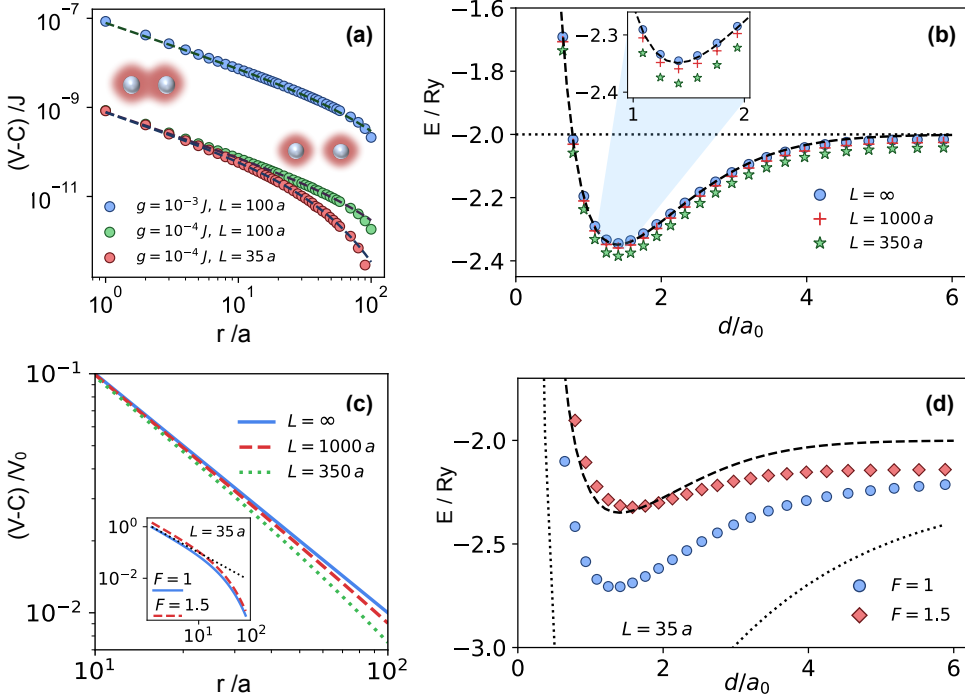 (a)
(V-C) /J
10⁻⁷
10⁻⁹
10⁻¹¹
g = 10⁻³ J, L = 100 a
g = 10⁻⁴ J, L = 100 a
g = 10⁻⁴ J, L = 35 a
10⁰ 10¹ 10²
r /a
(b)
E / Ry
−1.6
−1.8
−2.0
−2.2
−2.4
−2.3
−2.4
1 2
L = ∞
L = 1000 a
L = 350 a
0 2 4 6
d/a₀
(c)
(V-C) /V₀
10⁻¹
10⁻²
L = ∞
L = 1000 a
L = 350 a
L = 35 a
10⁰
10⁻²
F = 1
F = 1.5
10¹ 10²
10¹ 10²
r /a
(d)
E / Ry
−2.0
−2.5
−3.0
F = 1
F = 1.5
L = 35 a
0 2 4 6
d/a₀